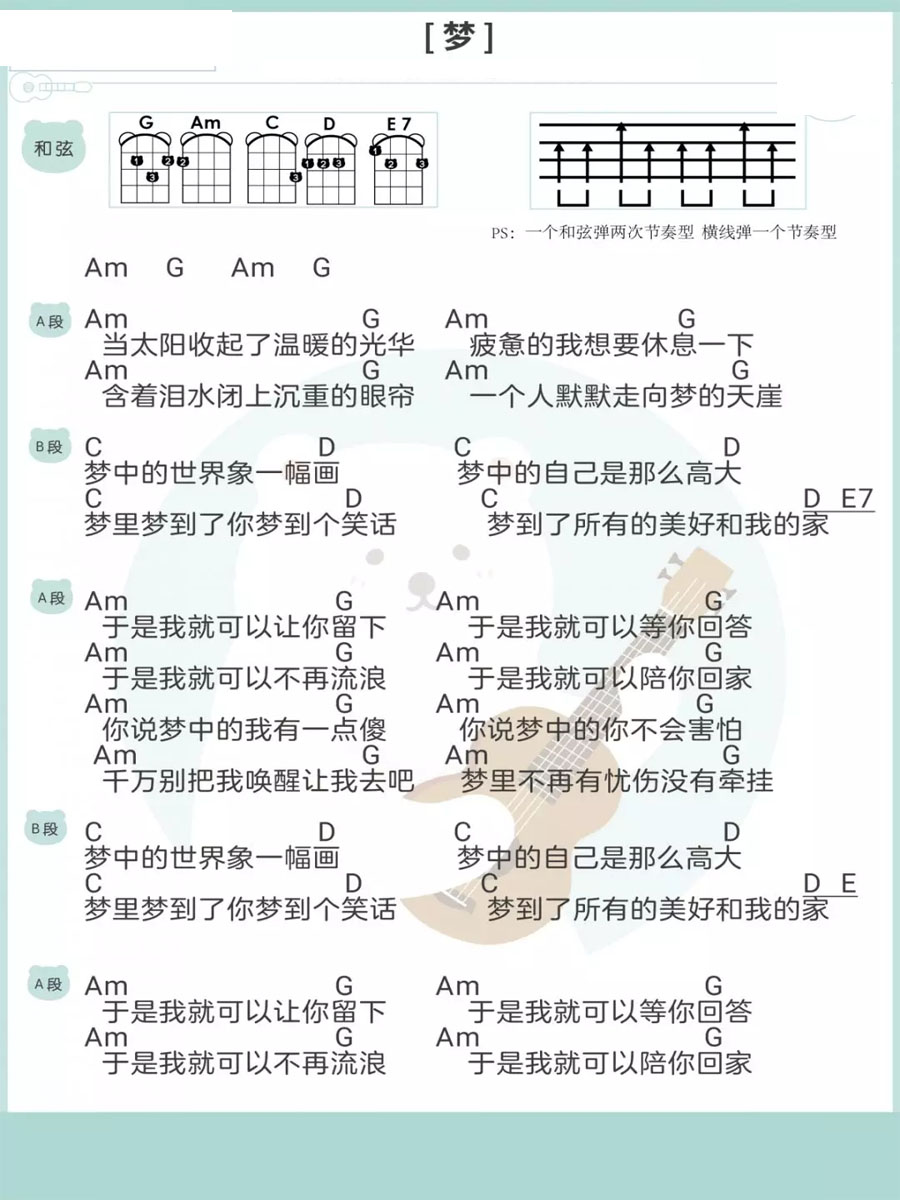 [ 梦 ]
和弦
G Am C D E 7
1 2 3 2 3 1 2 3 1 2 3
PS： 一个和弦弹两次节奏型 横线弹一个节奏型
Am G Am G
A 段
Am G Am G
当太阳收起了温暖的光华 疲惫的我想要休息一下
Am G Am G
含着泪水闭上沉重的眼帘 一个人默默走向梦的天崖
B 段
C D C D
梦中的世界象一幅画 梦中的自己是那么高大
C D C D E7
梦里梦到了你梦到个笑话 梦到了所有的美好和我的家
A 段
Am G Am G
于是我就可以让你留下 于是我就可以等你回答
Am G Am G
于是我就可以不再流浪 于是我就可以陪你回家
Am G Am G
你说梦中的我有一点傻 你说梦中的你不会害怕
Am G Am G
千万别把我唤醒让我去吧 梦里不再有忧伤没有牵挂
B 段
C D C D
梦中的世界象一幅画 梦中的自己是那么高大
C D C D E
梦里梦到了你梦到个笑话 梦到了所有的美好和我的家
A 段
Am G Am G
于是我就可以让你留下 于是我就可以等你回答
Am G Am G
于是我就可以不再流浪 于是我就可以陪你回家